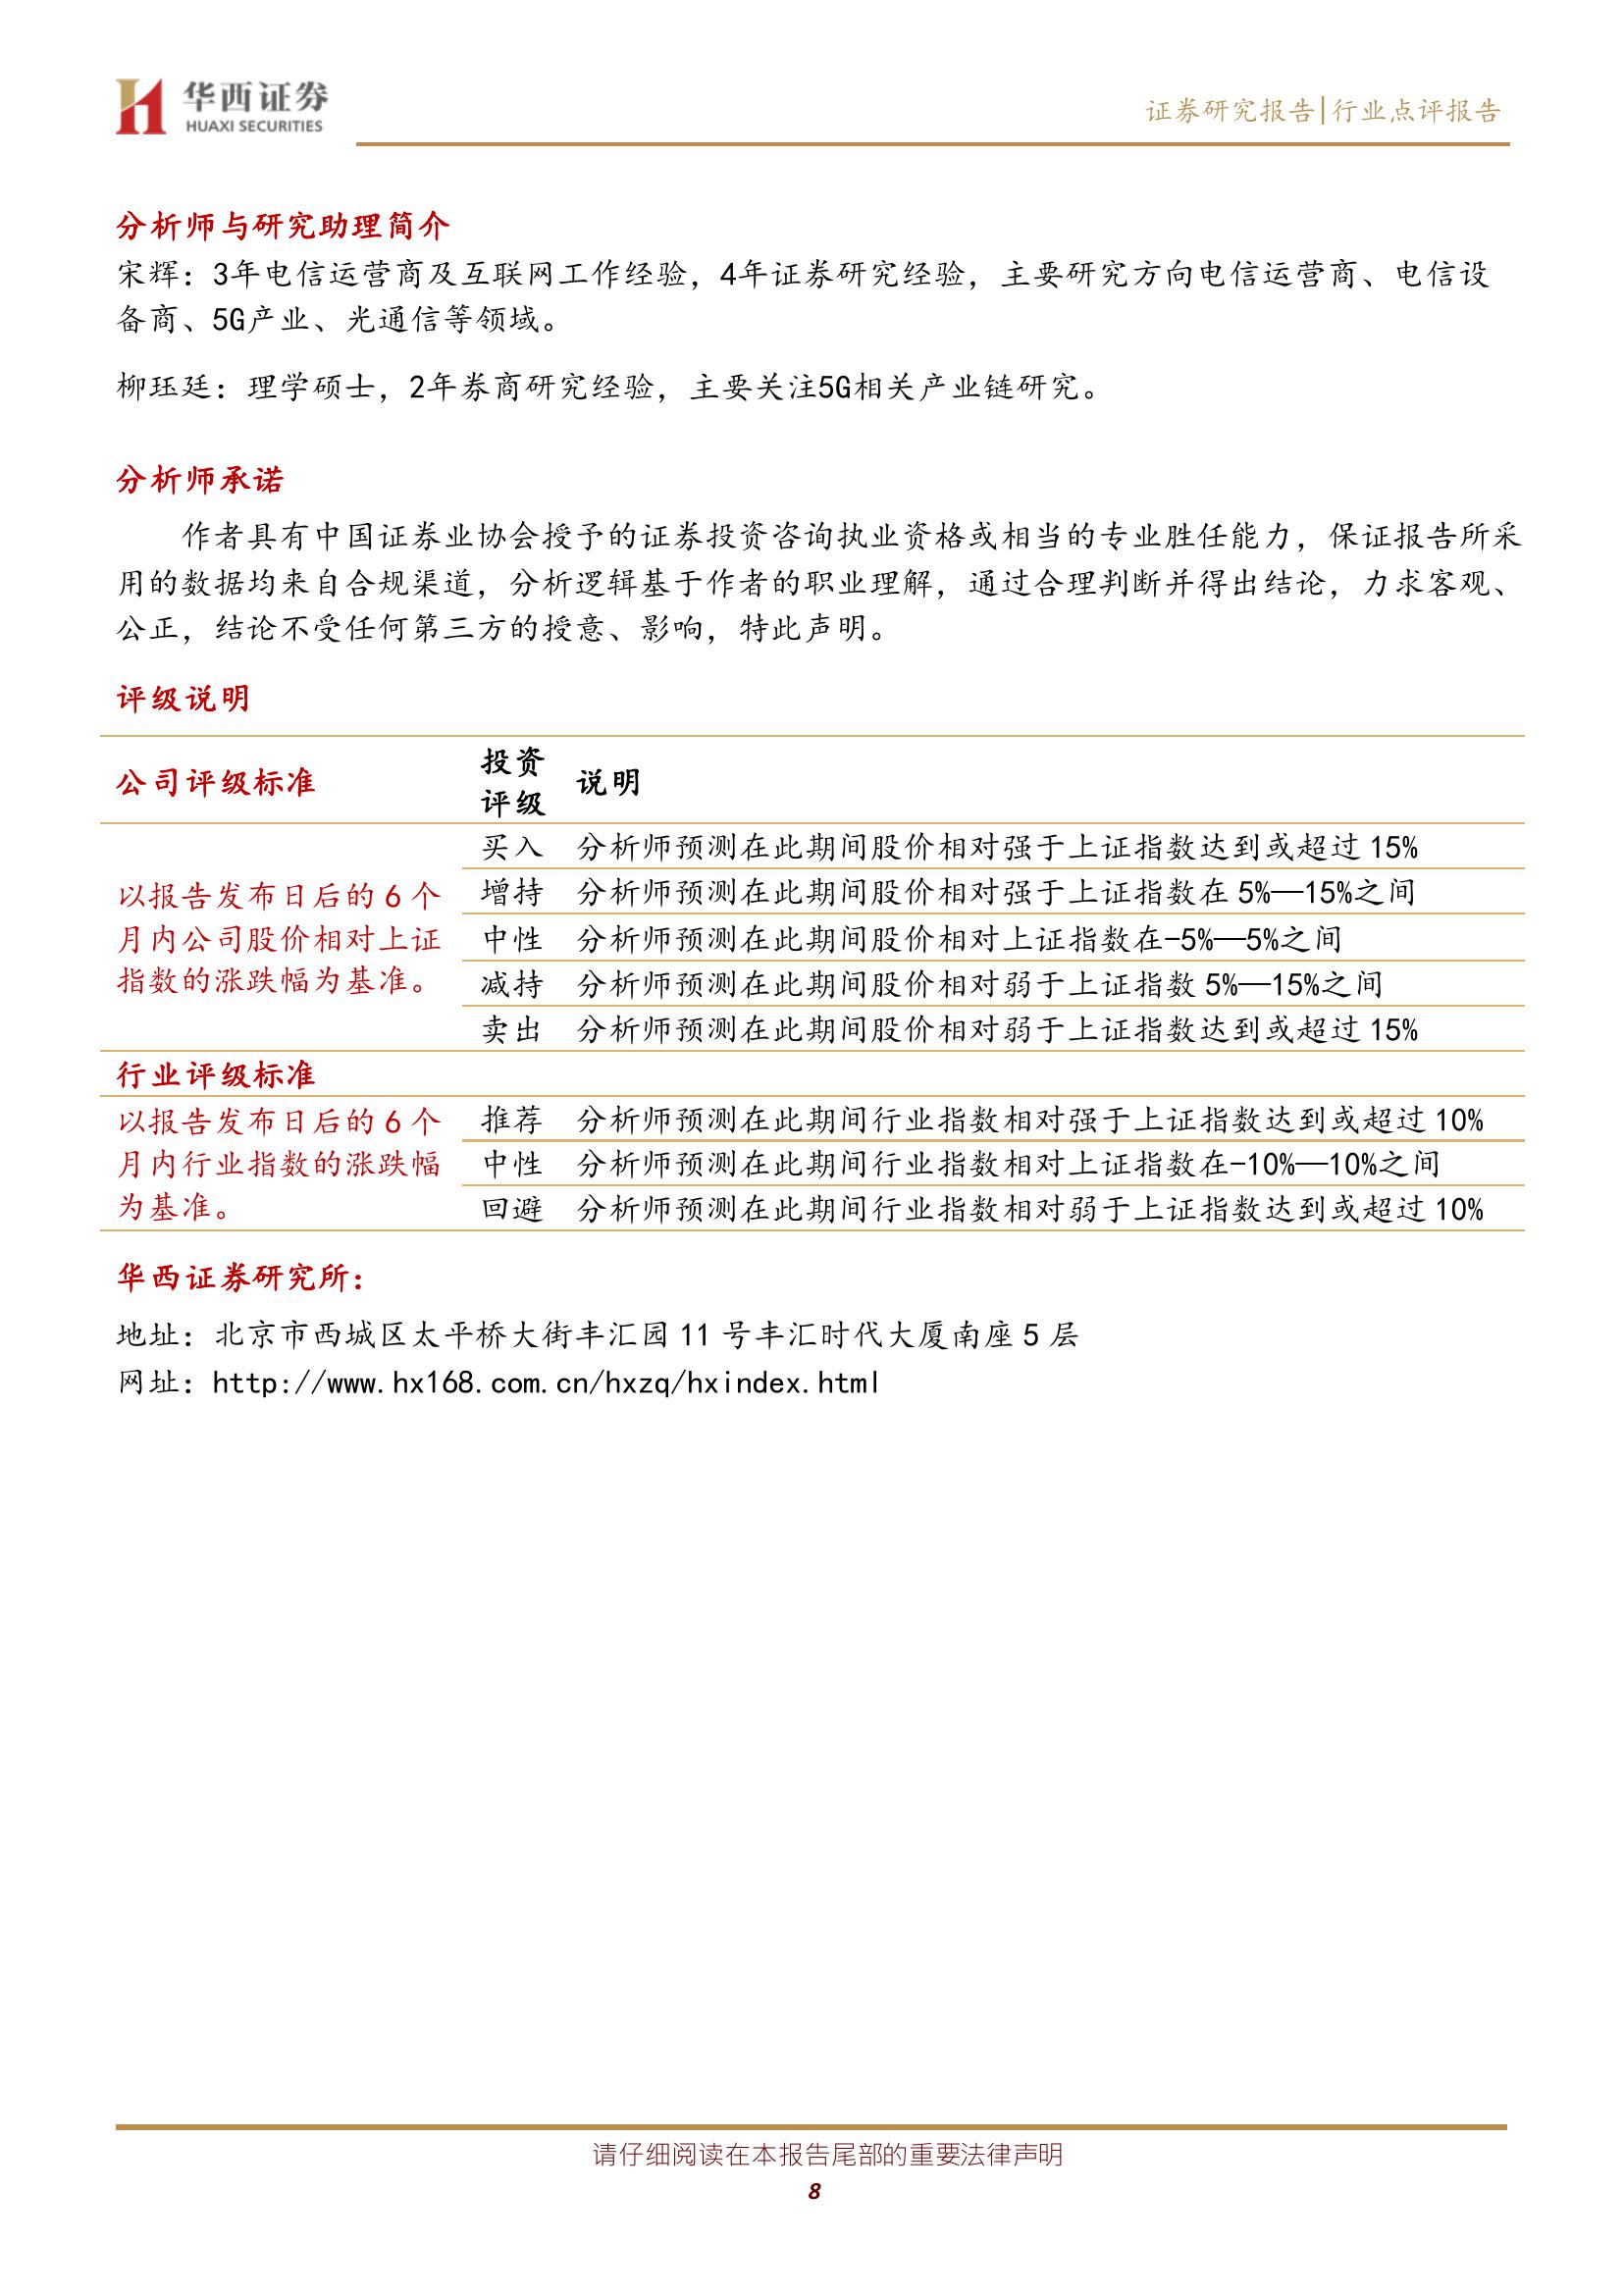 华西证券
HUAXI SECURITIES
证券研究报告|行业点评报告
分析师与研究助理简介
宋辉：3年电信运营商及互联网工作经验，4年证券研究经验，主要研究方向电信运营商、电信设
备商、5G产业、光通信等领域。
柳珏廷：理学硕士，2年券商研究经验，主要关注5G相关产业链研究。
分析师承诺
作者具有中国证券业协会授予的证券投资咨询执业资格或相当的专业胜任能力，保证报告所采
用的数据均来自合规渠道，分析逻辑基于作者的职业理解，通过合理判断并得出结论，力求客观、
公正，结论不受任何第三方的授意、影响，特此声明。
评级说明
公司评级标准
投资
评级
说明
以报告发布日后的 6 个
月内公司股价相对上证
指数的涨跌幅为基准。
买入 分析师预测在此期间股价相对强于上证指数达到或超过 15%
增持 分析师预测在此期间股价相对强于上证指数在 5%—15%之间
中性 分析师预测在此期间股价相对上证指数在-5%—5%之间
减持 分析师预测在此期间股价相对弱于上证指数 5%—15%之间
卖出 分析师预测在此期间股价相对弱于上证指数达到或超过 15%
行业评级标准
以报告发布日后的 6 个
月内行业指数的涨跌幅
为基准。
推荐 分析师预测在此期间行业指数相对强于上证指数达到或超过 10%
中性 分析师预测在此期间行业指数相对上证指数在-10%—10%之间
回避 分析师预测在此期间行业指数相对弱于上证指数达到或超过 10%
华西证券研究所：
地址：北京市西城区太平桥大街丰汇园 11 号丰汇时代大厦南座 5 层
网址：http://www.hx168.com.cn/hxzq/hxindex.html
请仔细阅读在本报告尾部的重要法律声明
8